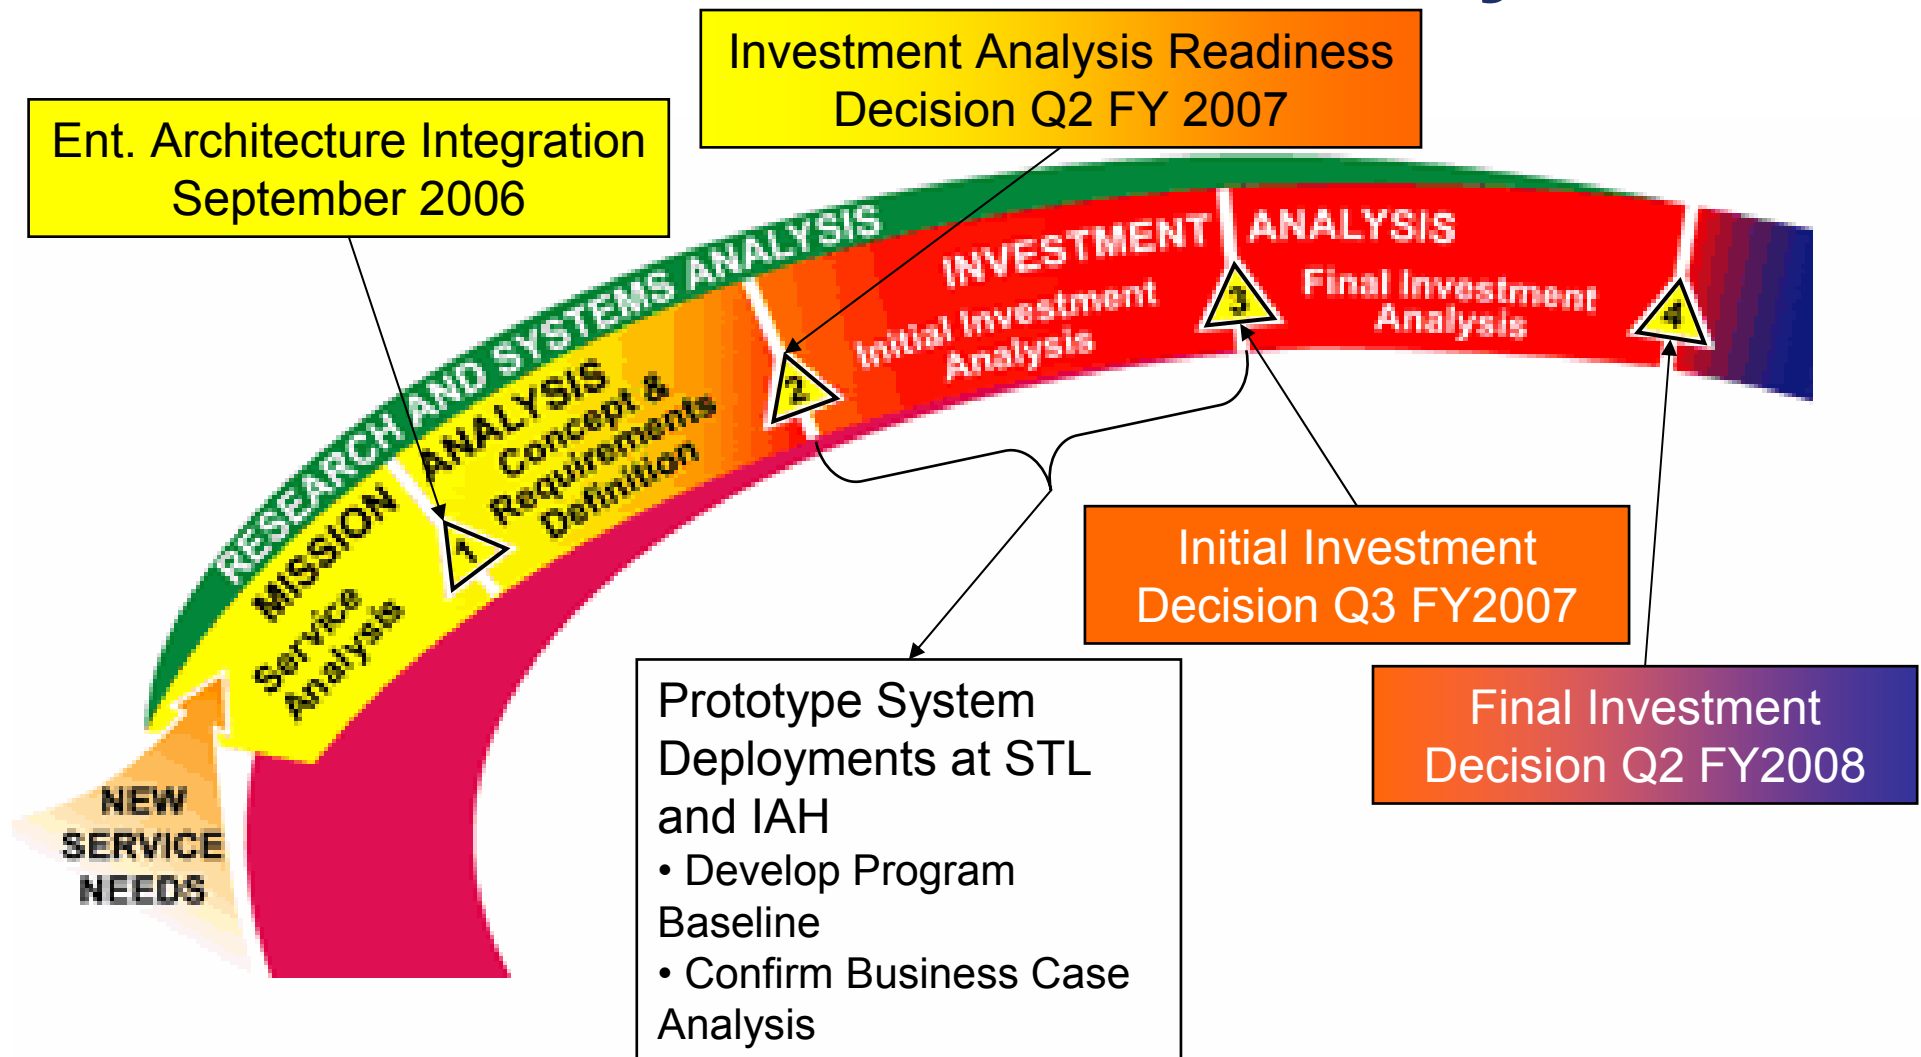 Investment Analysis Readiness
Decision Q2 FY 2007
Ent. Architecture Integration
September 2006
RESEARCH AND SYSTEMS ANALYSIS
MISSION ANALYSIS
Service
Analysis
1
Concept &
Requirements
Definition
2
INVESTMENT ANALYSIS
Initial Investment
Analysis
3
Final Investment
Analysis
4
NEW
SERVICE
NEEDS
Initial Investment
Decision Q3 FY2007
Final Investment
Decision Q2 FY2008
Prototype System
Deployments at STL
and IAH
• Develop Program
Baseline
• Confirm Business Case
Analysis